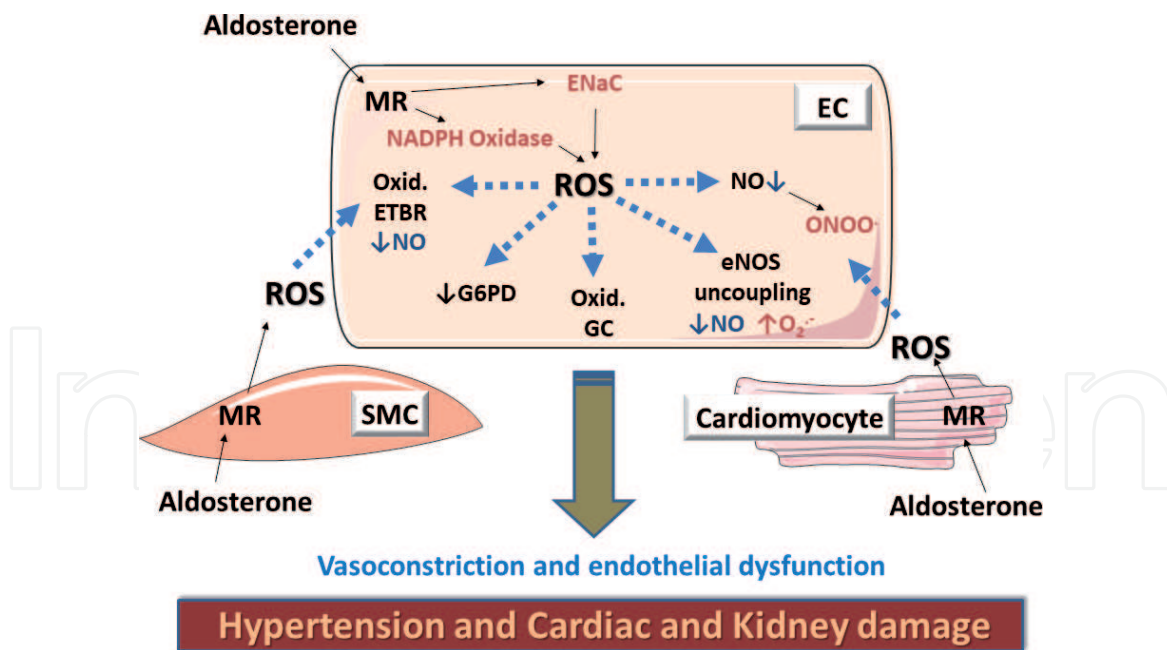 Aldosterone
MR
ENaC
EC
NADPH Oxidase
Oxid.
ETBR
↓NO
ROS
NO↓
ONOO-
↓G6PD
Oxid.
GC
eNOS
uncoupling
↓NO ↑O₂·-
ROS
MR
SMC
Aldosterone
ROS
Cardiomyocyte
MR
Aldosterone
Vasoconstriction and endothelial dysfunction
Hypertension and Cardiac and Kidney damage